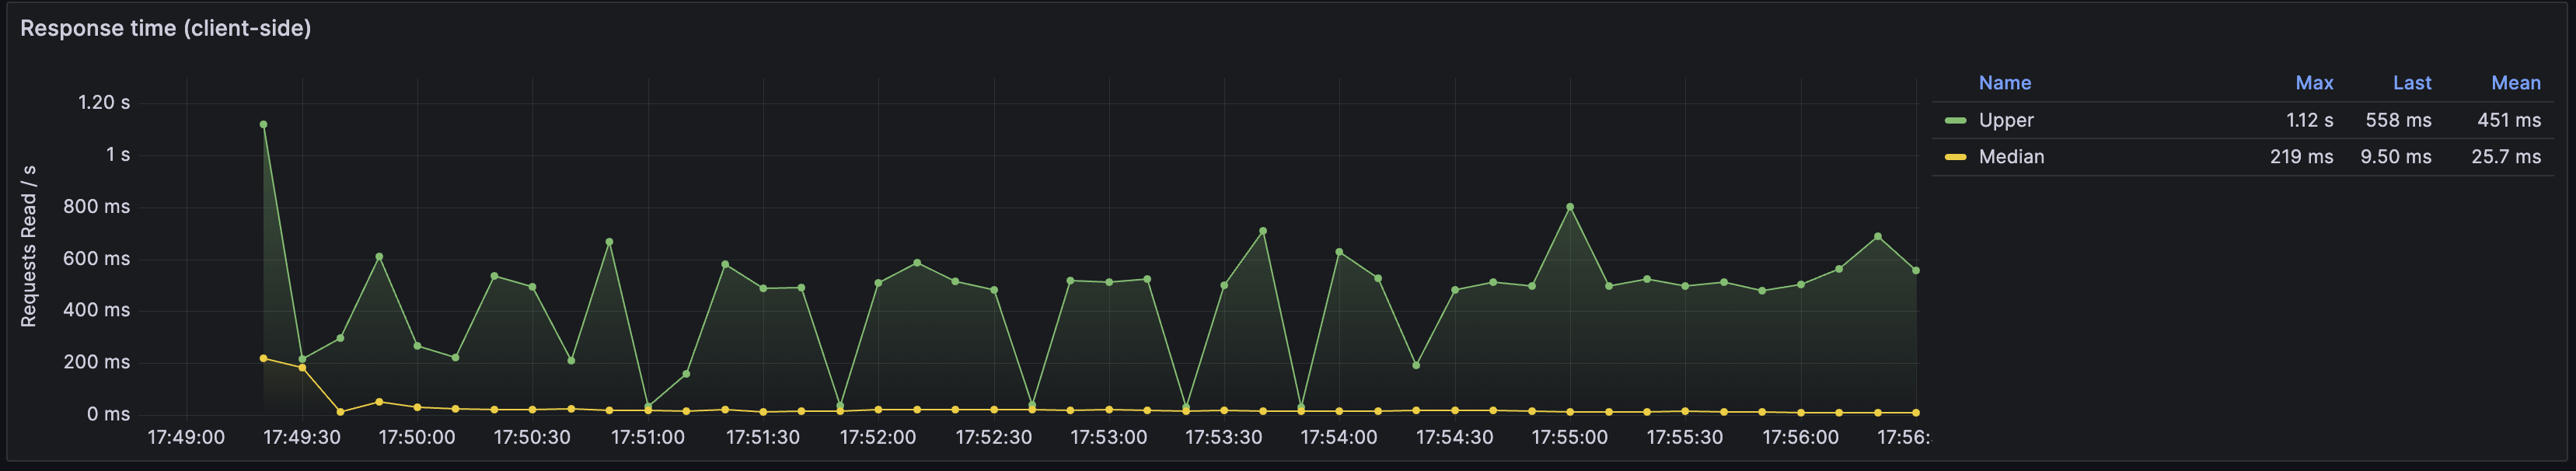 Response time (client-side)
Requests Read / s
1.20 s
1 s
800 ms
600 ms
400 ms
200 ms
0 ms
17:49:00 17:49:30 17:50:00 17:50:30 17:51:00 17:51:30 17:52:00 17:52:30 17:53:00 17:53:30 17:54:00 17:54:30 17:55:00 17:55:30 17:56:00 17:56:
Name Max Last Mean
Upper 1.12 s 558 ms 451 ms
Median 219 ms 9.50 ms 25.7 ms